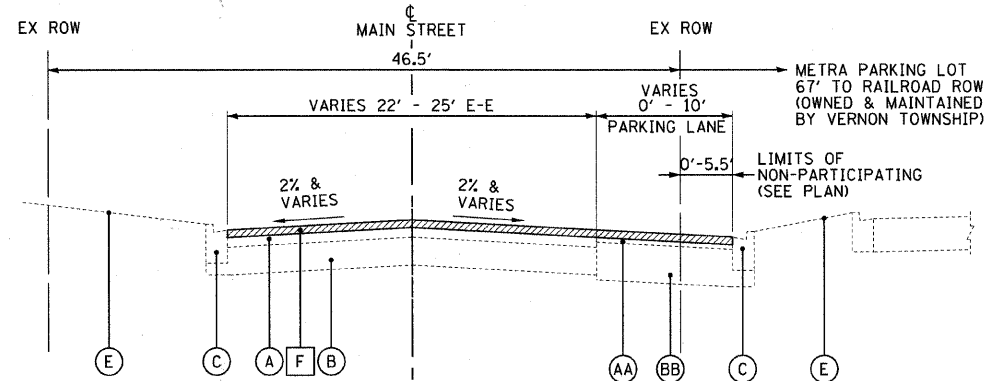 EX ROW
℄
MAIN STREET
EX ROW
46.5'
METRA PARKING LOT
67' TO RAILROAD ROW
(OWNED & MAINTAINED
BY VERNON TOWNSHIP)
VARIES 22' - 25' E-E
VARIES
0' - 10'
PARKING LANE
0'-5.5'
LIMITS OF
NON-PARTICIPATING
(SEE PLAN)
2% &
VARIES
2% &
VARIES
E
C
A
F
B
AA
BB
C
E